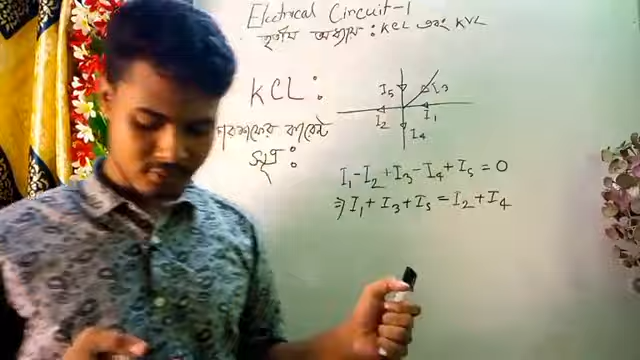 Electrical Circuit-1
তৃতীয় অধ্যায় : KCL এবং KVL
KCL :
I₅ I₃
I₂ I₁
I₄
কারেন্ট
সূত্র :
I₁-I₂+I₃-I₄+I₅=0
⇒I₁+I₃+I₅=I₂+I₄